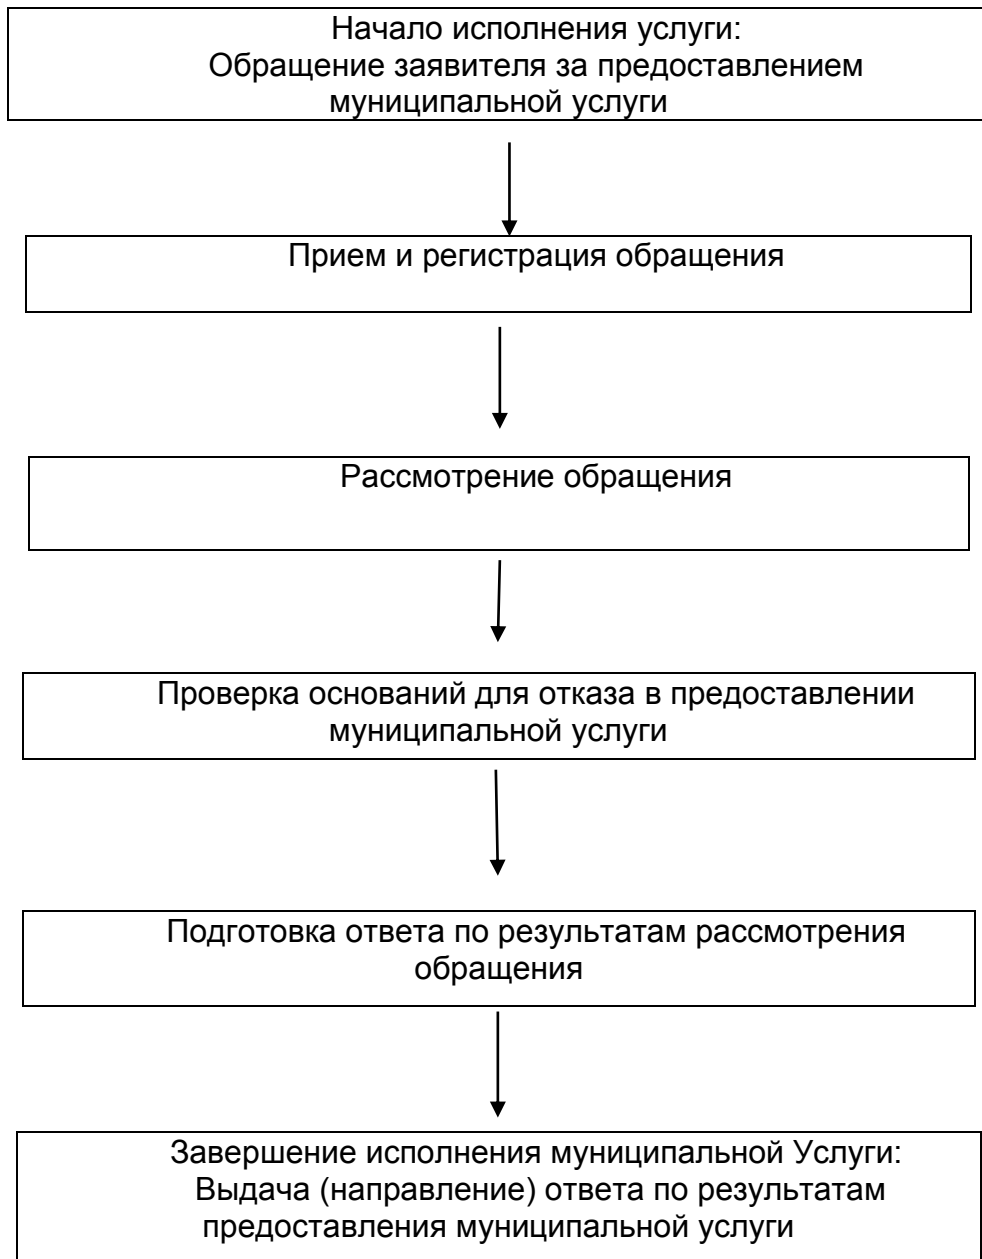 Начало исполнения услуги:
Обращение заявителя за предоставлением
муниципальной услуги
Прием и регистрация обращения
Рассмотрение обращения
Проверка оснований для отказа в предоставлении
муниципальной услуги
Подготовка ответа по результатам рассмотрения
обращения
Завершение исполнения муниципальной Услуги:
Выдача (направление) ответа по результатам
предоставления муниципальной услуги